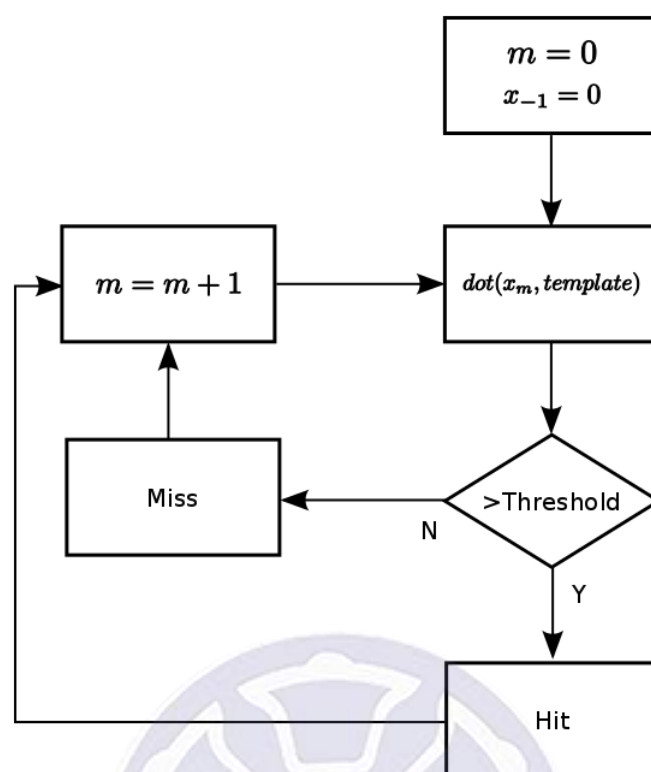 m = 0
x₋₁ = 0
m = m + 1
dot(xₘ, template)
Miss
>Threshold
N
Y
Hit